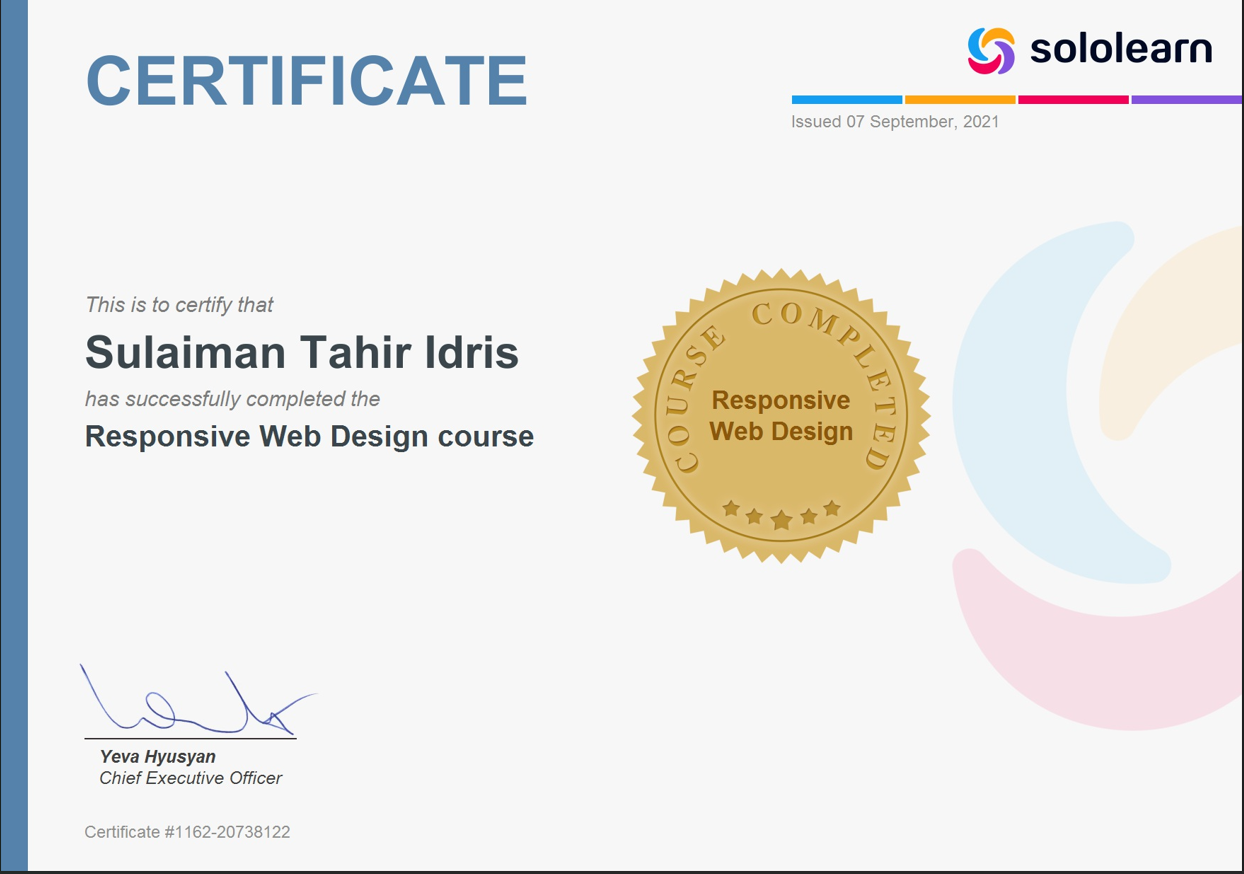 CERTIFICATE
sololearn
Issued 07 September, 2021
This is to certify that
Sulaiman Tahir Idris
has successfully completed the
Responsive Web Design course
COURSE COMPLETED
Responsive
Web Design
Yeva Hyusyan
Chief Executive Officer
Certificate #1162-20738122